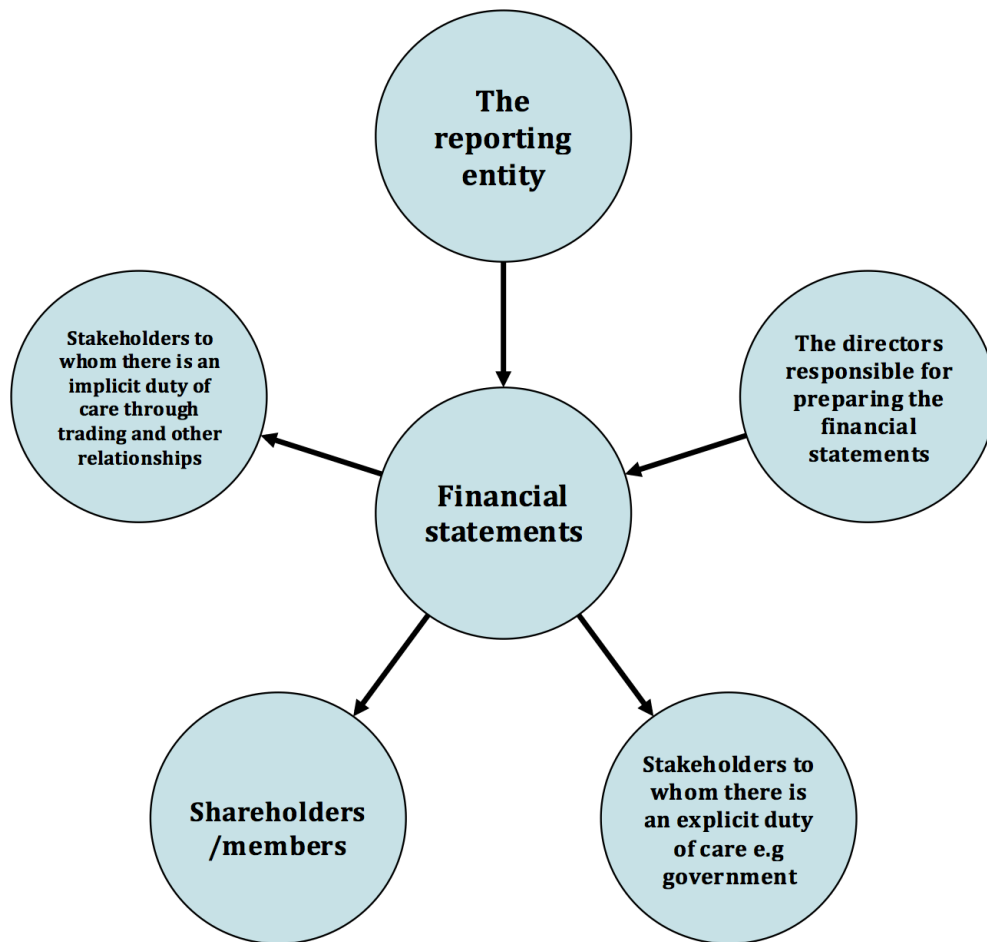 The
reporting
entity
Stakeholders to
whom there is an
implicit duty of
care through
trading and other
relationships
The directors
responsible for
preparing the
financial
statements
Financial
statements
Shareholders
/members
Stakeholders to
whom there is
an explicit duty
of care e.g
government